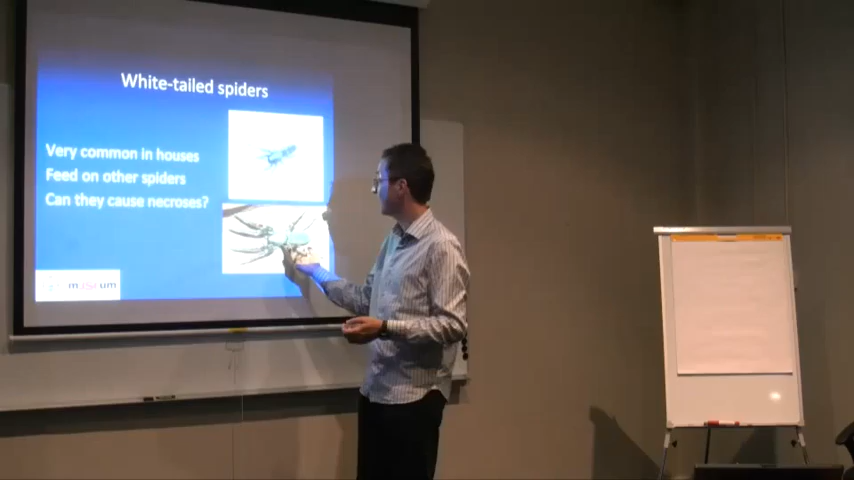 White-tailed spiders
Very common in houses
Feed on other spiders
Can they cause necroses?